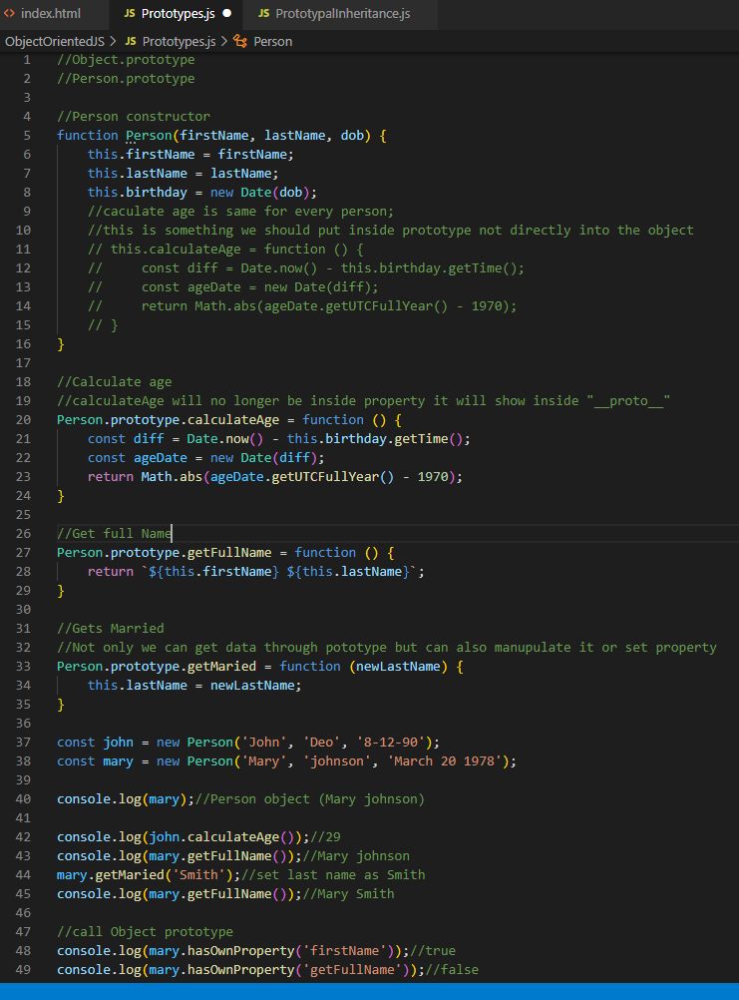 index.html JS Prototypes.js ● JS PrototypalInheritance.js
ObjectOrientedJS > JS Prototypes.js > Person
1 //Object.prototype
2 //Person.prototype
3
4 //Person constructor
5 function Person(firstName, lastName, dob) {
6     this.firstName = firstName;
7     this.lastName = lastName;
8     this.birthday = new Date(dob);
9     //caculate age is same for every person;
10     //this is something we should put inside prototype not directly into the object
11     // this.calculateAge = function () {
12     //     const diff = Date.now() - this.birthday.getTime();
13     //     const ageDate = new Date(diff);
14     //     return Math.abs(ageDate.getUTCFullYear() - 1970);
15     // }
16 }
17
18 //Calculate age
19 //calculateAge will no longer be inside property it will show inside "__proto__"
20 Person.prototype.calculateAge = function () {
21     const diff = Date.now() - this.birthday.getTime();
22     const ageDate = new Date(diff);
23     return Math.abs(ageDate.getUTCFullYear() - 1970);
24 }
25
26 //Get full Name
27 Person.prototype.getFullName = function () {
28     return `${this.firstName} ${this.lastName}`;
29 }
30
31 //Gets Married
32 //Not only we can get data through pototype but can also manupulate it or set property
33 Person.prototype.getMaried = function (newLastName) {
34     this.lastName = newLastName;
35 }
36
37 const john = new Person('John', 'Deo', '8-12-90');
38 const mary = new Person('Mary', 'johnson', 'March 20 1978');
39
40 console.log(mary);//Person object (Mary johnson)
41
42 console.log(john.calculateAge());//29
43 console.log(mary.getFullName());//Mary johnson
44 mary.getMaried('Smith');//set last name as Smith
45 console.log(mary.getFullName());//Mary Smith
46
47 //call Object prototype
48 console.log(mary.hasOwnProperty('firstName'));//true
49 console.log(mary.hasOwnProperty('getFullName'));//false